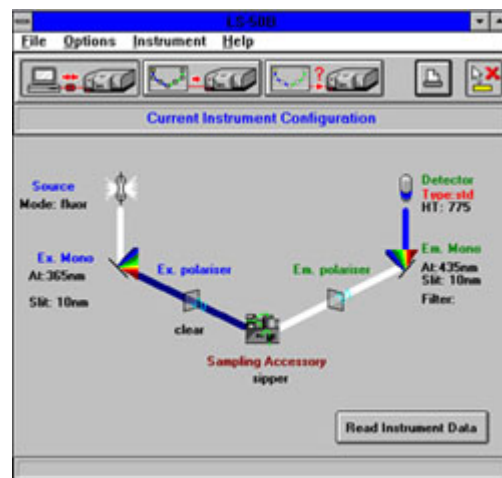 LS-50B
File Options Instrument Help
Current Instrument Configuration
Source
Mode: fluor
Detector
Type:std
HT: 775
Ex. Mono
At:365nm
Slit: 10nm
Ex. polariser
Em. polariser
Em. Mono
At:435nm
Slit: 10nm
Filter:
clear
Sampling Accessory
sipper
Read Instrument Data